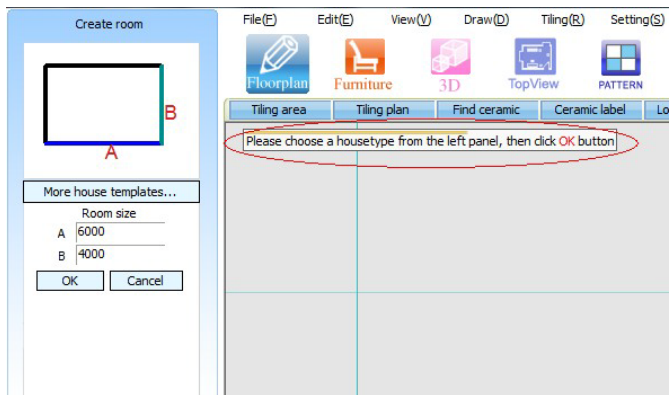 Create room
B
A
More house templates...
Room size
A 6000
B 4000
OK Cancel
File(F) Edit(E) View(V) Draw(D) Tiling(R) Setting(S)
Floorplan Furniture 3D TopView PATTERN
Tiling area Tiling plan Find ceramic Ceramic label Lo
Please choose a housetype from the left panel, then click OK button